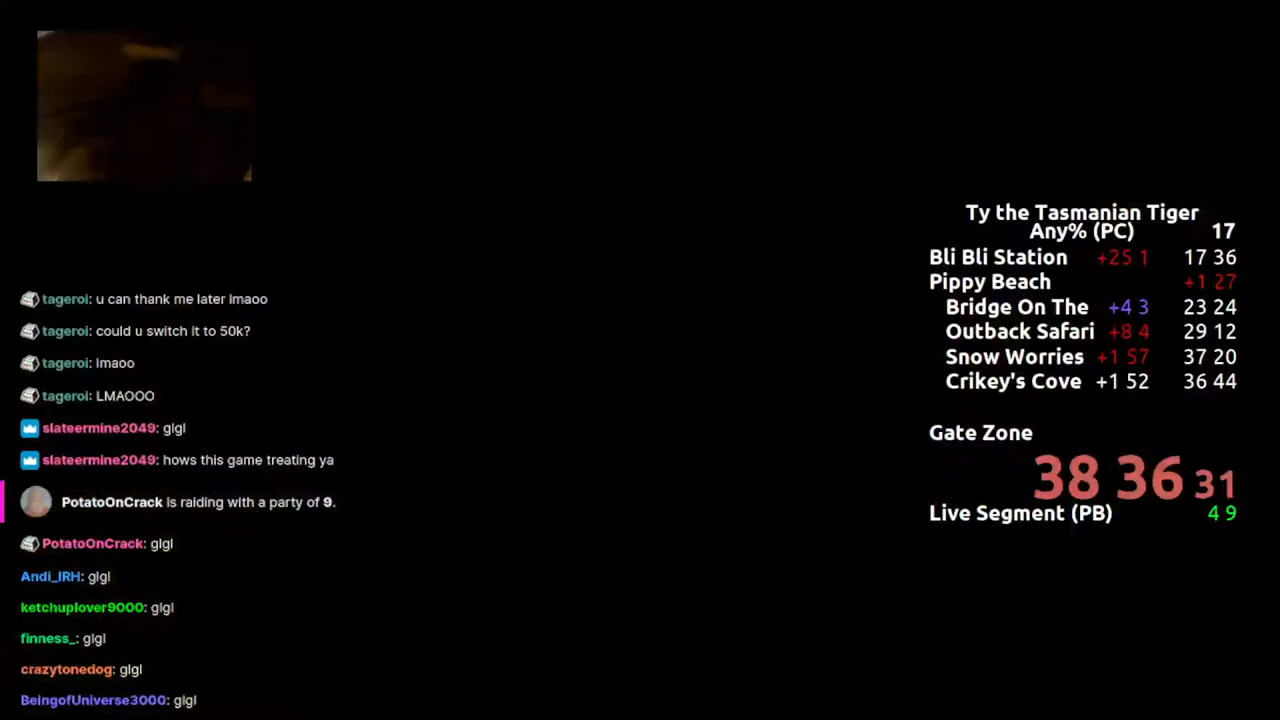 tageroi: u can thank me later lmaoo
tageroi: could u switch it to 50k?
tageroi: lmaoo
tageroi: LMAOOO
slateermine2049: glgl
slateermine2049: hows this game treating ya
PotatoOnCrack is raiding with a party of 9.
PotatoOnCrack: glgl
Andi_IRH: glgl
ketchuplover9000: glgl
finness_: glgl
crazytonedog: glgl
BeingofUniverse3000: glgl
Ty the Tasmanian Tiger
Any% (PC) 17
Bli Bli Station +25 1 17 36
Pippy Beach +1 27
Bridge On The +4 3 23 24
Outback Safari +8 4 29 12
Snow Worries +1 57 37 20
Crikey's Cove +1 52 36 44
Gate Zone
38 36 31
Live Segment (PB) 4 9